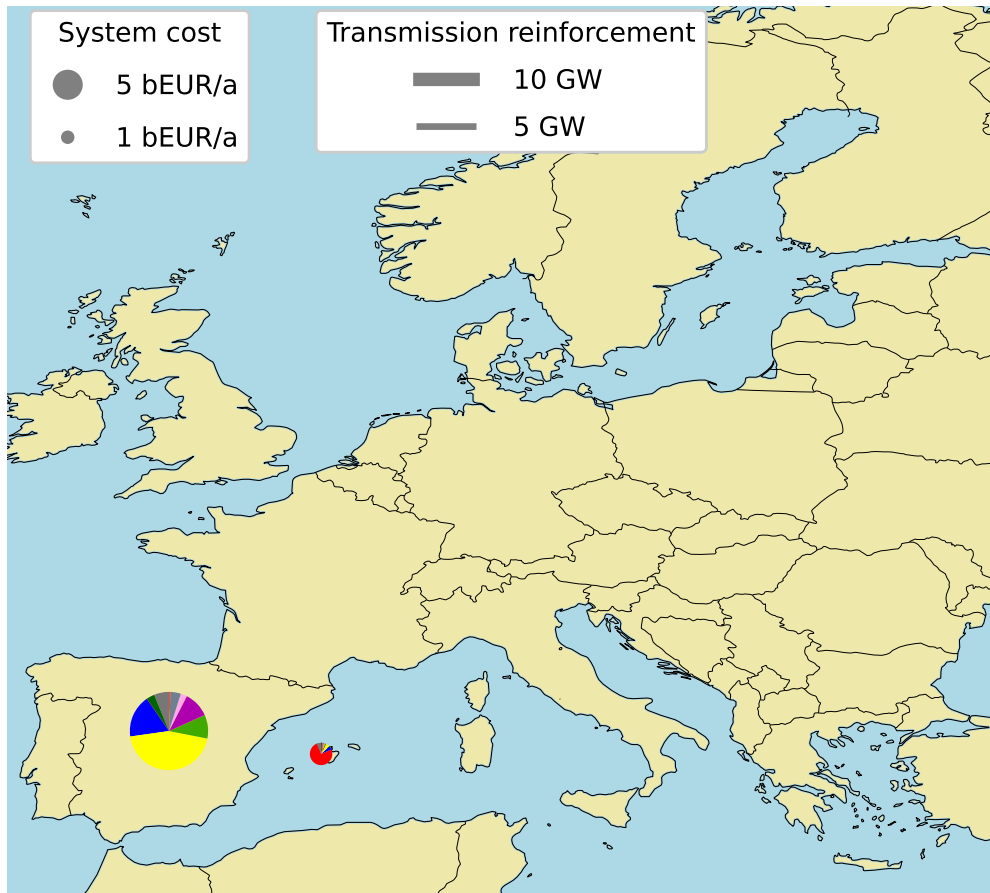 System cost
5 bEUR/a
1 bEUR/a
Transmission reinforcement
10 GW
5 GW